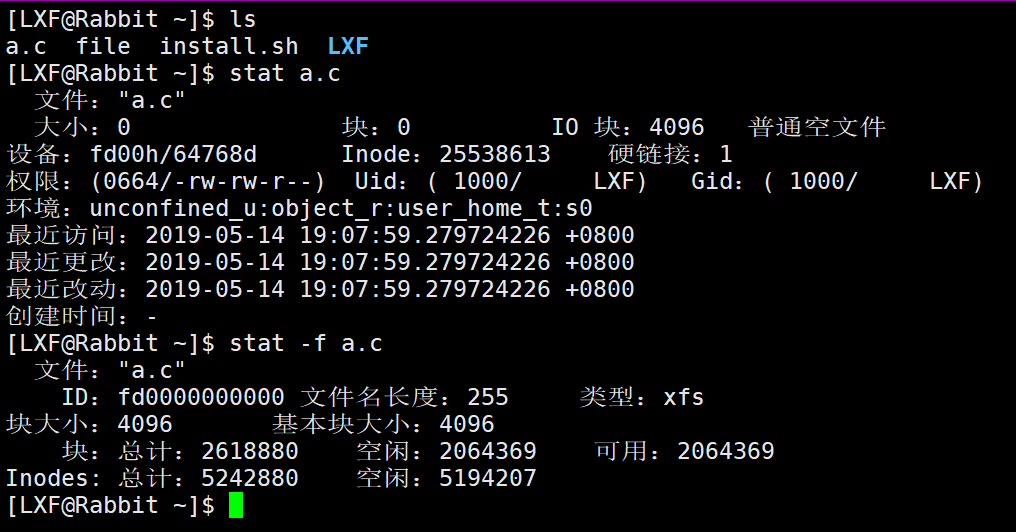 [LXF@Rabbit ~]$ ls
a.c  file  install.sh  LXF
[LXF@Rabbit ~]$ stat a.c
  文件："a.c"
  大小：0               块：0          IO 块：4096   普通空文件
设备：fd00h/64768d      Inode：25538613    硬链接：1
权限：(0664/-rw-rw-r--)  Uid：( 1000/     LXF)   Gid：( 1000/     LXF)
环境：unconfined_u:object_r:user_home_t:s0
最近访问：2019-05-14 19:07:59.279724226 +0800
最近更改：2019-05-14 19:07:59.279724226 +0800
最近改动：2019-05-14 19:07:59.279724226 +0800
创建时间：-
[LXF@Rabbit ~]$ stat -f a.c
  文件："a.c"
    ID：fd0000000000 文件名长度：255     类型：xfs
块大小：4096       基本块大小：4096
    块：总计：2618880    空闲：2064369    可用：2064369
Inodes: 总计：5242880    空闲：5194207
[LXF@Rabbit ~]$